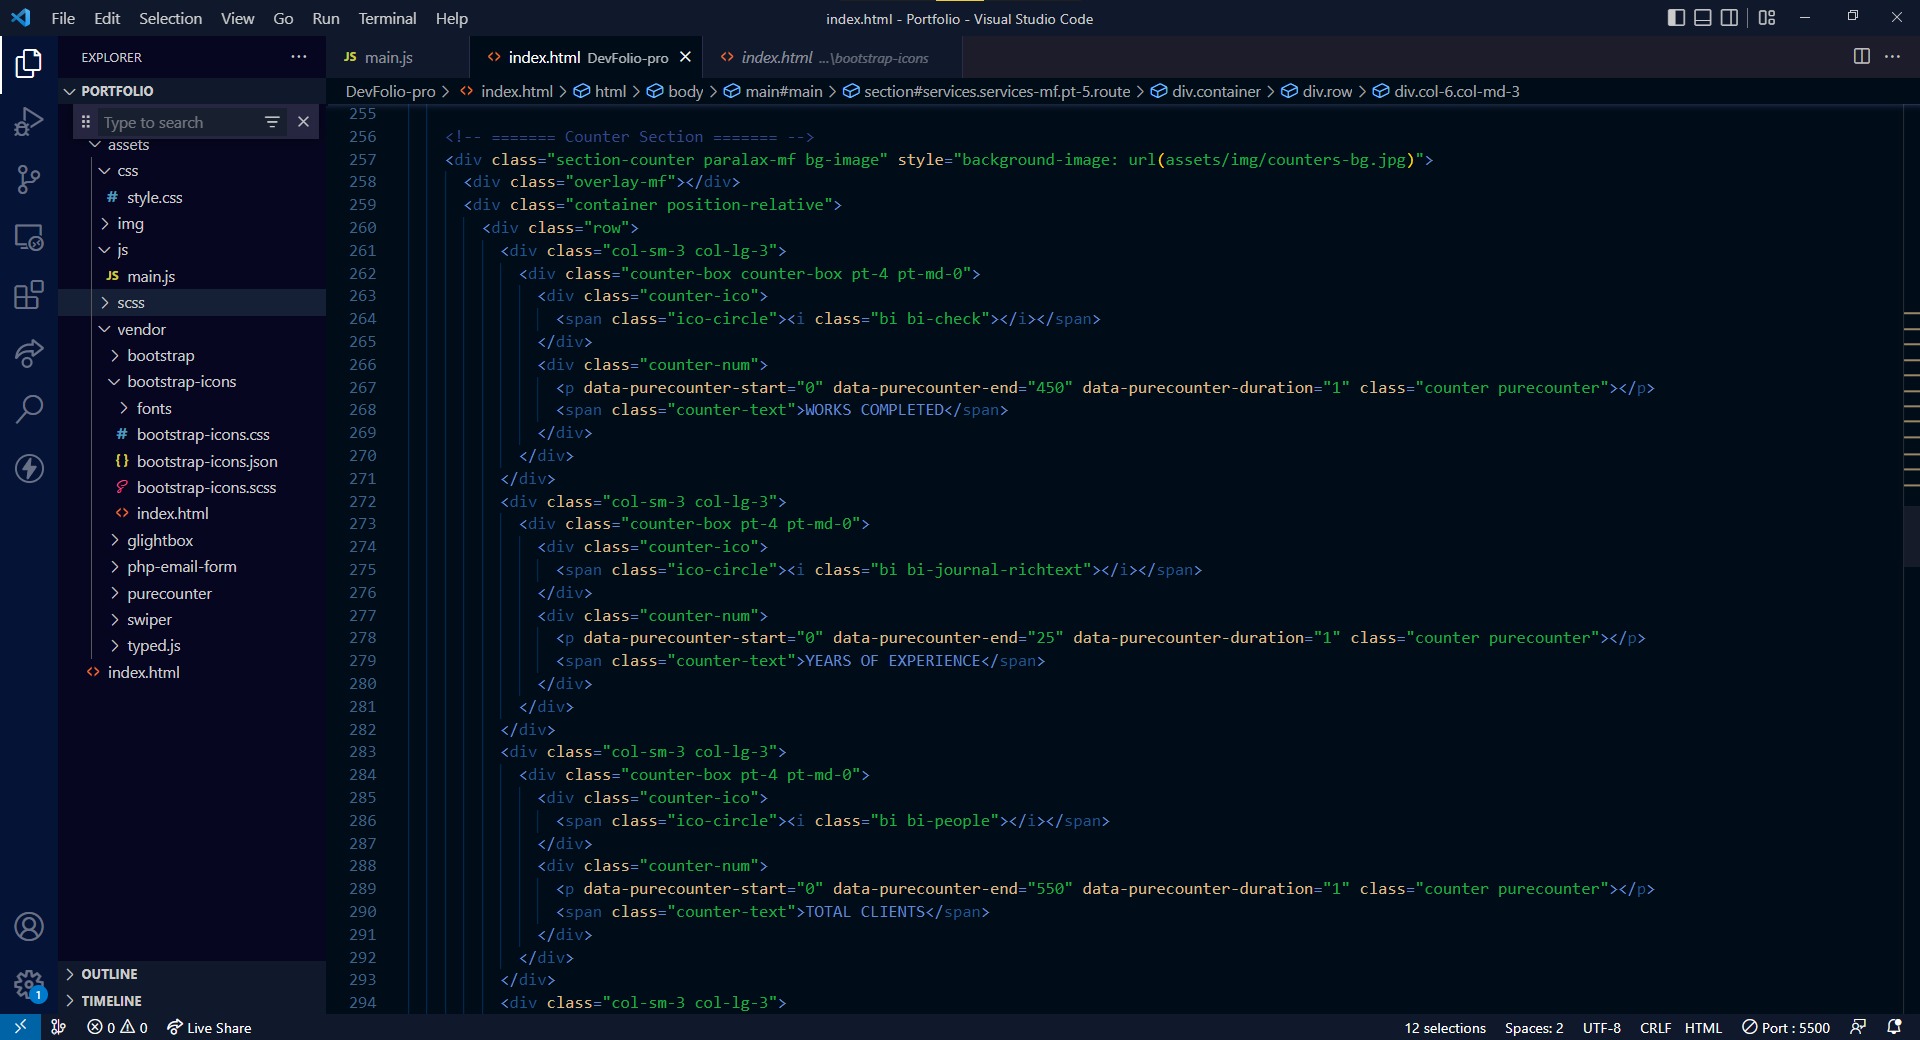 File Edit Selection View Go Run Terminal Help
index.html - Portfolio - Visual Studio Code
EXPLORER
PORTFOLIO
Type to search
assets
css
# style.css
img
js
JS main.js
scss
vendor
bootstrap
bootstrap-icons
fonts
# bootstrap-icons.css
{} bootstrap-icons.json
bootstrap-icons.scss
<> index.html
glightbox
php-email-form
purecounter
swiper
typed.js
<> index.html
OUTLINE
TIMELINE
JS main.js
<> index.html DevFolio-pro
<> index.html ...\bootstrap-icons
DevFolio-pro > <> index.html > html > body > main#main > section#services.services-mf.pt-5.route > div.container > div.row > div.col-6.col-md-3
255
256 <!-- ======= Counter Section ======= -->
257 <div class="section-counter paralax-mf bg-image" style="background-image: url(assets/img/counters-bg.jpg)">
258 <div class="overlay-mf"></div>
259 <div class="container position-relative">
260 <div class="row">
261 <div class="col-sm-3 col-lg-3">
262 <div class="counter-box counter-box pt-4 pt-md-0">
263 <div class="counter-ico">
264 <span class="ico-circle"><i class="bi bi-check"></i></span>
265 </div>
266 <div class="counter-num">
267 <p data-purecounter-start="0" data-purecounter-end="450" data-purecounter-duration="1" class="counter purecounter"></p>
268 <span class="counter-text">WORKS COMPLETED</span>
269 </div>
270 </div>
271 </div>
272 <div class="col-sm-3 col-lg-3">
273 <div class="counter-box pt-4 pt-md-0">
274 <div class="counter-ico">
275 <span class="ico-circle"><i class="bi bi-journal-richtext"></i></span>
276 </div>
277 <div class="counter-num">
278 <p data-purecounter-start="0" data-purecounter-end="25" data-purecounter-duration="1" class="counter purecounter"></p>
279 <span class="counter-text">YEARS OF EXPERIENCE</span>
280 </div>
281 </div>
282 </div>
283 <div class="col-sm-3 col-lg-3">
284 <div class="counter-box pt-4 pt-md-0">
285 <div class="counter-ico">
286 <span class="ico-circle"><i class="bi bi-people"></i></span>
287 </div>
288 <div class="counter-num">
289 <p data-purecounter-start="0" data-purecounter-end="550" data-purecounter-duration="1" class="counter purecounter"></p>
290 <span class="counter-text">TOTAL CLIENTS</span>
291 </div>
292 </div>
293 </div>
294 <div class="col-sm-3 col-lg-3">
1
0 0 Live Share
12 selections Spaces: 2 UTF-8 CRLF HTML Port : 5500